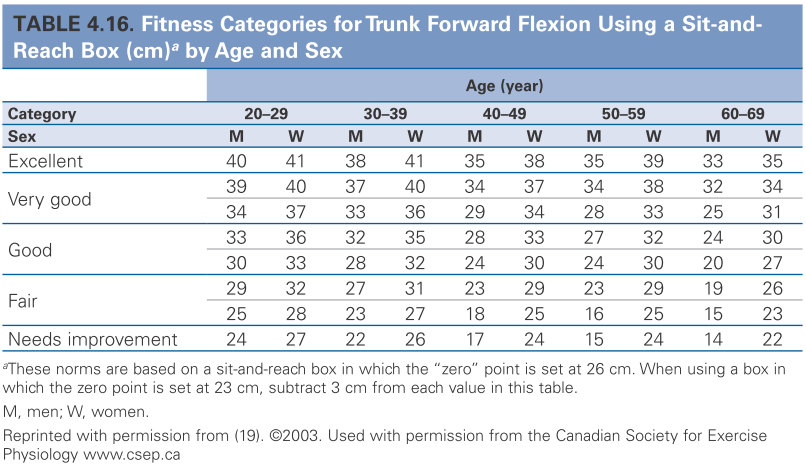 TABLE 4.16. Fitness Categories for Trunk Forward Flexion Using a Sit-and-
Reach Box (cm)ᵃ by Age and Sex
Age (year)
Category 20–29 30–39 40–49 50–59 60–69
Sex M W M W M W M W M W
Excellent 40 41 38 41 35 38 35 39 33 35
Very good
39 40 37 40 34 37 34 38 32 34
34 37 33 36 29 34 28 33 25 31
Good
33 36 32 35 28 33 27 32 24 30
30 33 28 32 24 30 24 30 20 27
Fair
29 32 27 31 23 29 23 29 19 26
25 28 23 27 18 25 16 25 15 23
Needs improvement 24 27 22 26 17 24 15 24 14 22
ᵃThese norms are based on a sit-and-reach box in which the “zero” point is set at 26 cm. When using a box in
which the zero point is set at 23 cm, subtract 3 cm from each value in this table.
M, men; W, women.
Reprinted with permission from (19). ©2003. Used with permission from the Canadian Society for Exercise
Physiology www.csep.ca